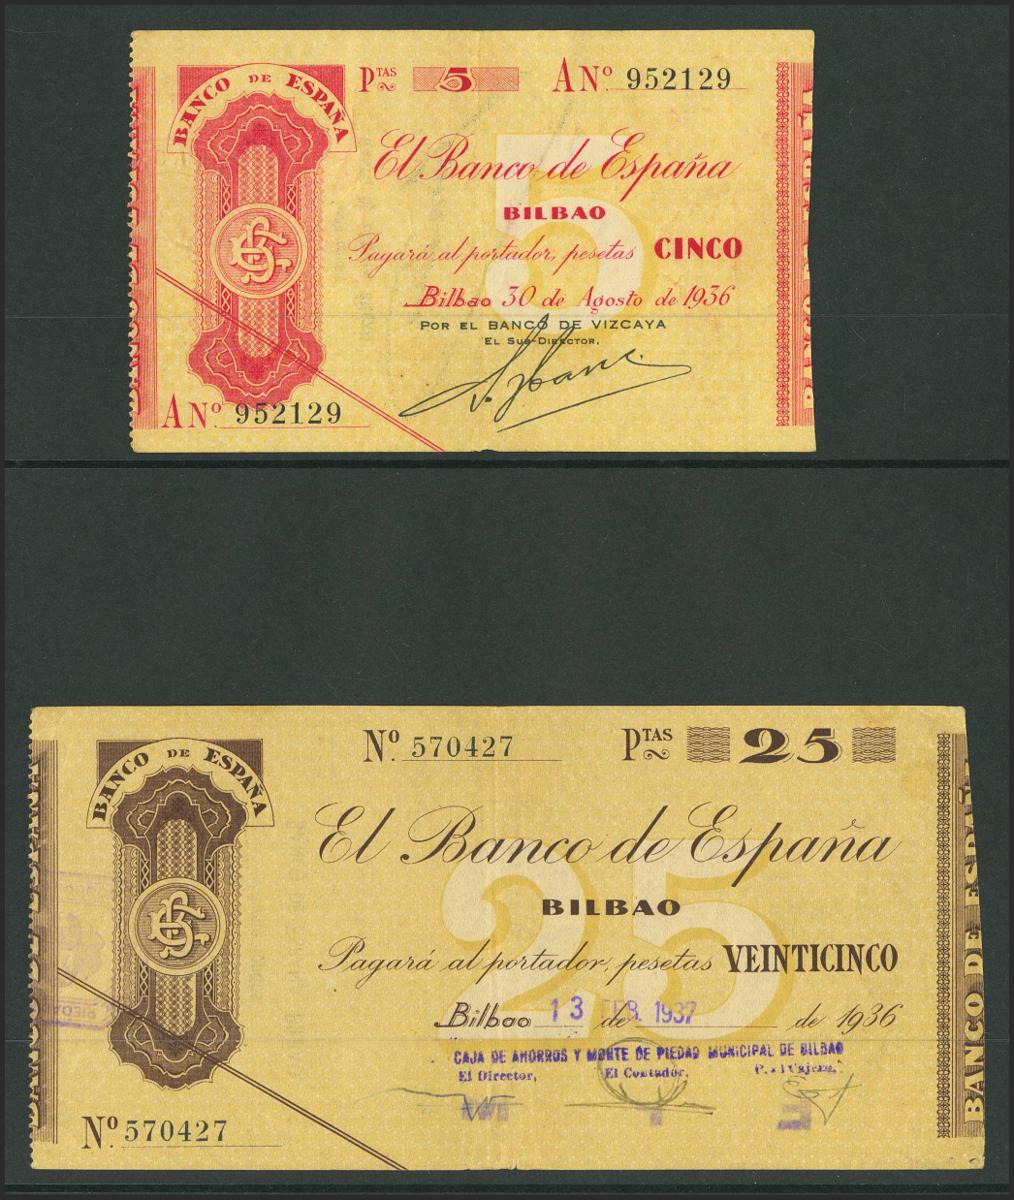 BANCO DE ESPAÑA
PTAS 5
A Nº 952129
El Banco de España
BILBAO
Pagará al portador, pesetas CINCO
Bilbao 30 de Agosto de 1936
POR EL BANCO DE VIZCAYA
EL SUB-DIRECTOR,
A Nº 952129
BANCO DE ESPAÑA
Nº 570427
PTAS 25
El Banco de España
BILBAO
Pagará al portador, pesetas VEINTICINCO
Bilbao 13 FEB. 1937 de de 1936
CAJA DE AHORROS Y MONTE DE PIEDAD MUNICIPAL DE BILBAO
El Director, El Contador,
Nº 570427
BANCO DE ESPAÑA
BANCO DE ESPAÑA